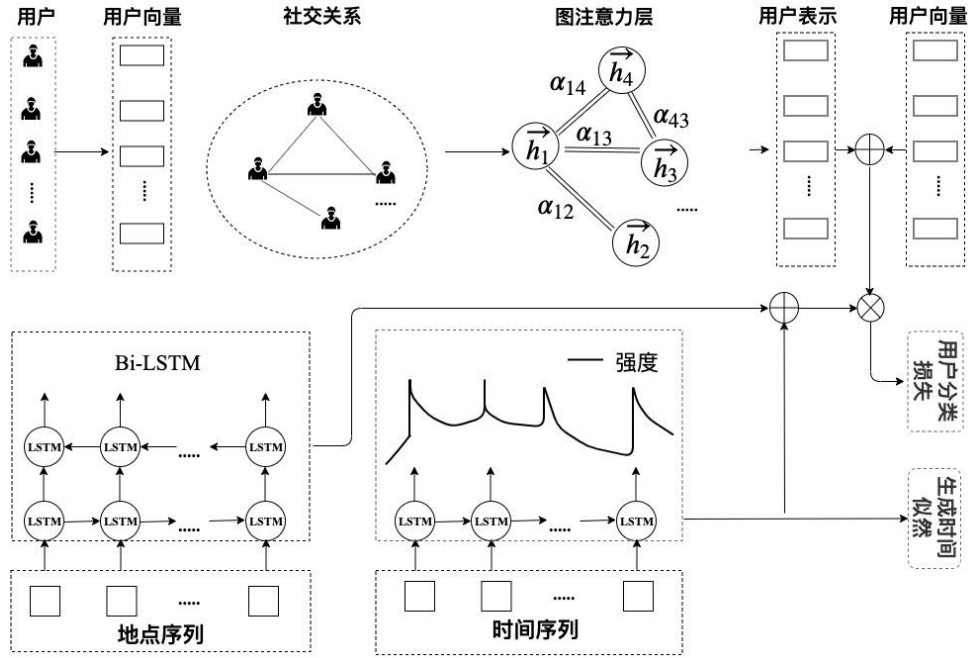 用户
用户向量
社交关系
图注意力层
用户表示
用户向量
h₄
α₁₄
α₄₃
h₁
α₁₃
h₃
α₁₂
h₂
.....
.....
.....
.....
.....
.....
Bi-LSTM
强度
LSTM LSTM ..... LSTM
LSTM LSTM ..... LSTM
LSTM LSTM ..... LSTM
用户分类
损失
生成时间
似然
.....
地点序列
.....
时间序列